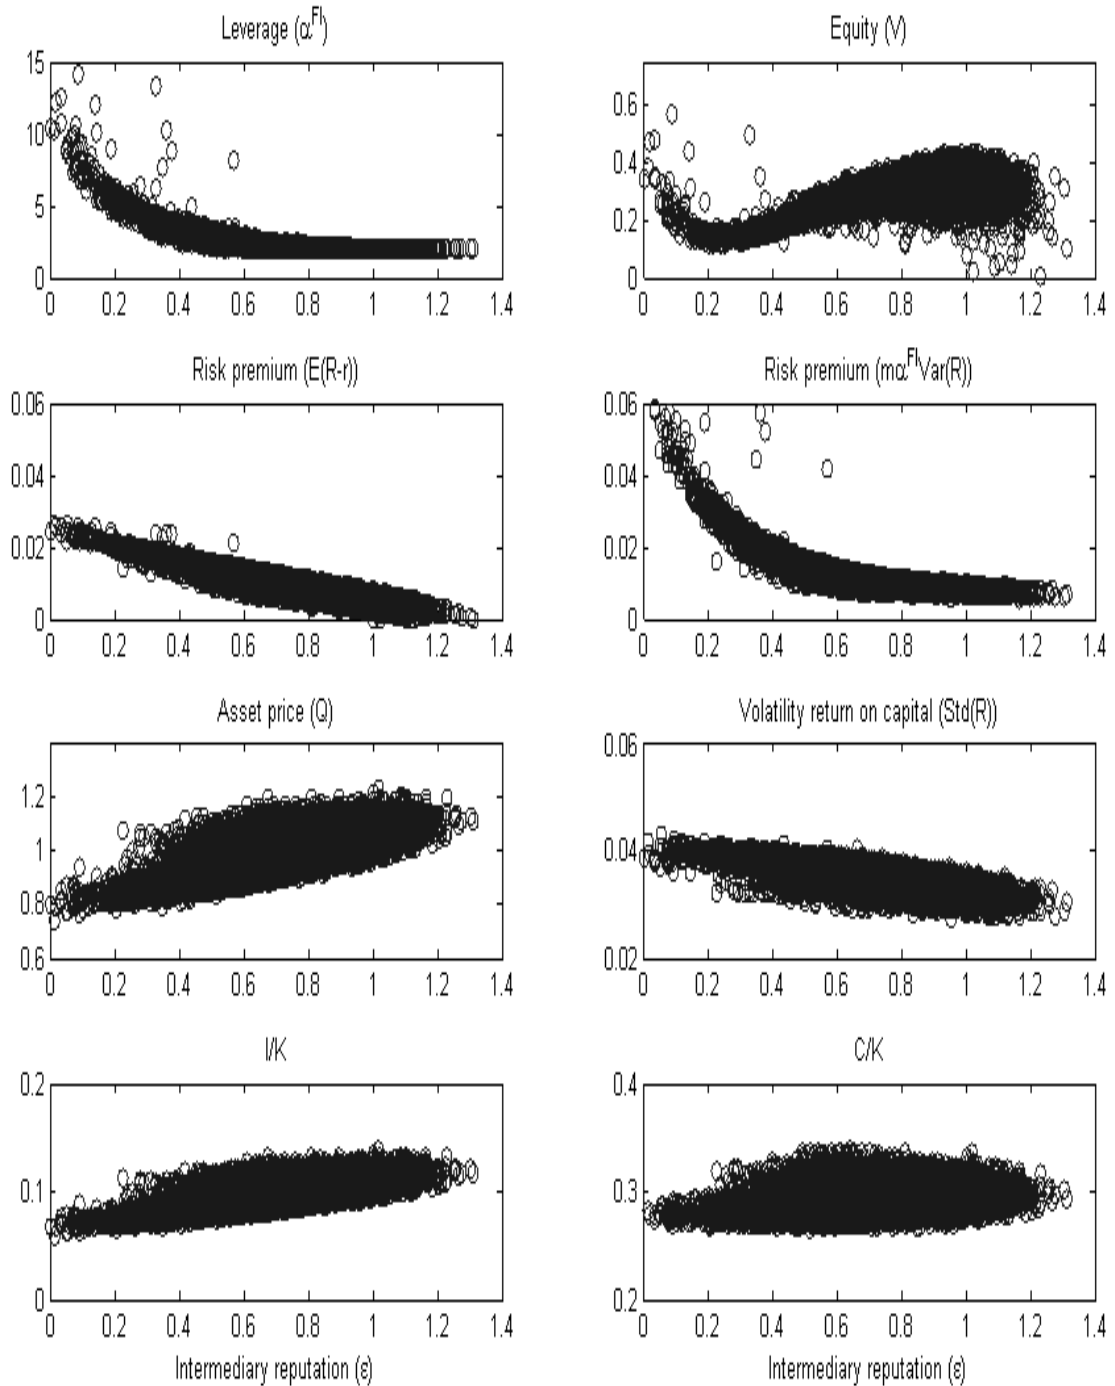 Leverage (α^FI)
15
10
5
0
0 0.2 0.4 0.6 0.8 1 1.2 1.4
Equity (V)
0.6
0.4
0.2
0
0 0.2 0.4 0.6 0.8 1 1.2 1.4
Risk premium (E(R-r))
0.06
0.04
0.02
0
0 0.2 0.4 0.6 0.8 1 1.2 1.4
Risk premium (mα^FI Var(R))
0.06
0.04
0.02
0
0 0.2 0.4 0.6 0.8 1 1.2 1.4
Asset price (Q)
1.2
1
0.8
0.6
0 0.2 0.4 0.6 0.8 1 1.2 1.4
Volatility return on capital (Std(R))
0.06
0.04
0.02
0 0.2 0.4 0.6 0.8 1 1.2 1.4
I/K
0.2
0.1
0
0 0.2 0.4 0.6 0.8 1 1.2 1.4
Intermediary reputation (ε)
C/K
0.4
0.3
0.2
0 0.2 0.4 0.6 0.8 1 1.2 1.4
Intermediary reputation (ε)